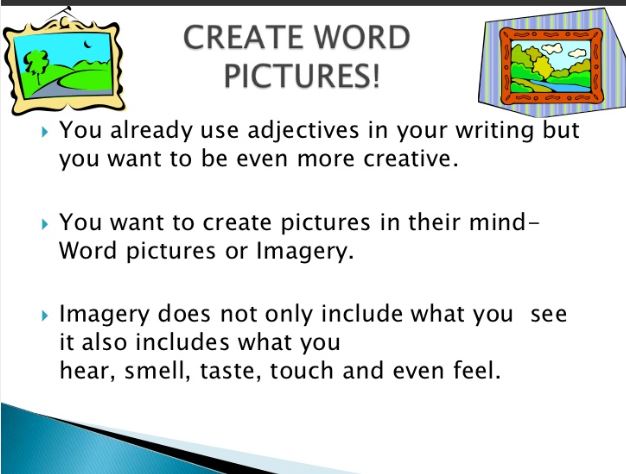 CREATE WORD
PICTURES!
You already use adjectives in your writing but
you want to be even more creative.
You want to create pictures in their mind–
Word pictures or Imagery.
Imagery does not only include what you  see
it also includes what you
hear, smell, taste, touch and even feel.